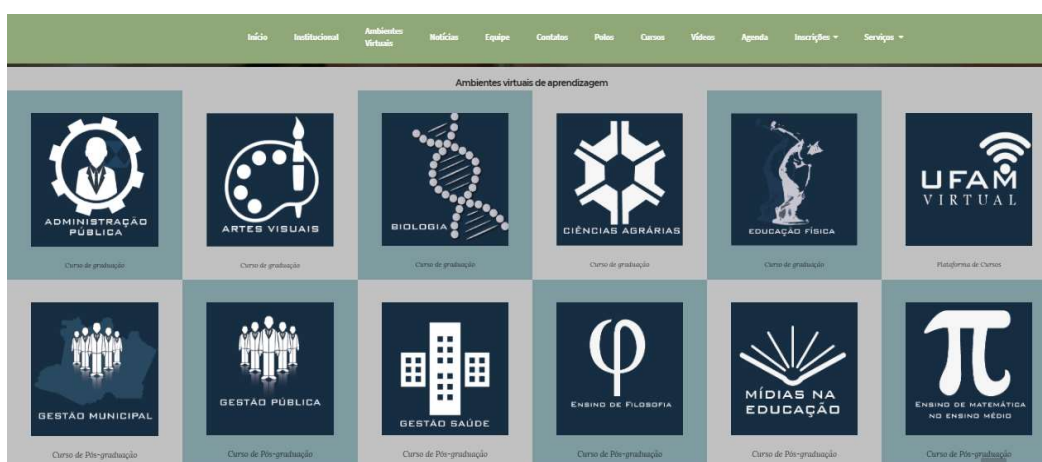 Início Institucional Ambientes Virtuais Notícias Equipe Contatos Polos Cursos Vídeos Agenda Inscrições Serviços
Ambientes virtuais de aprendizagem
ADMINISTRAÇÃO
PÚBLICA
Curso de graduação
ARTES VISUAIS
Curso de graduação
BIOLOGIA
Curso de graduação
CIÊNCIAS AGRÁRIAS
Curso de graduação
EDUCAÇÃO FÍSICA
Curso de graduação
UFAM
VIRTUAL
Plataforma de Cursos
GESTÃO MUNICIPAL
Curso de Pós-graduação
GESTÃO PÚBLICA
Curso de Pós-graduação
GESTÃO SAÚDE
Curso de Pós-graduação
φ
ENSINO DE FILOSOFIA
Curso de Pós-graduação
MÍDIAS NA
EDUCAÇÃO
Curso de Pós-graduação
π
ENSINO DE MATEMÁTICA
NO ENSINO MÉDIO
Curso de Pós-graduação